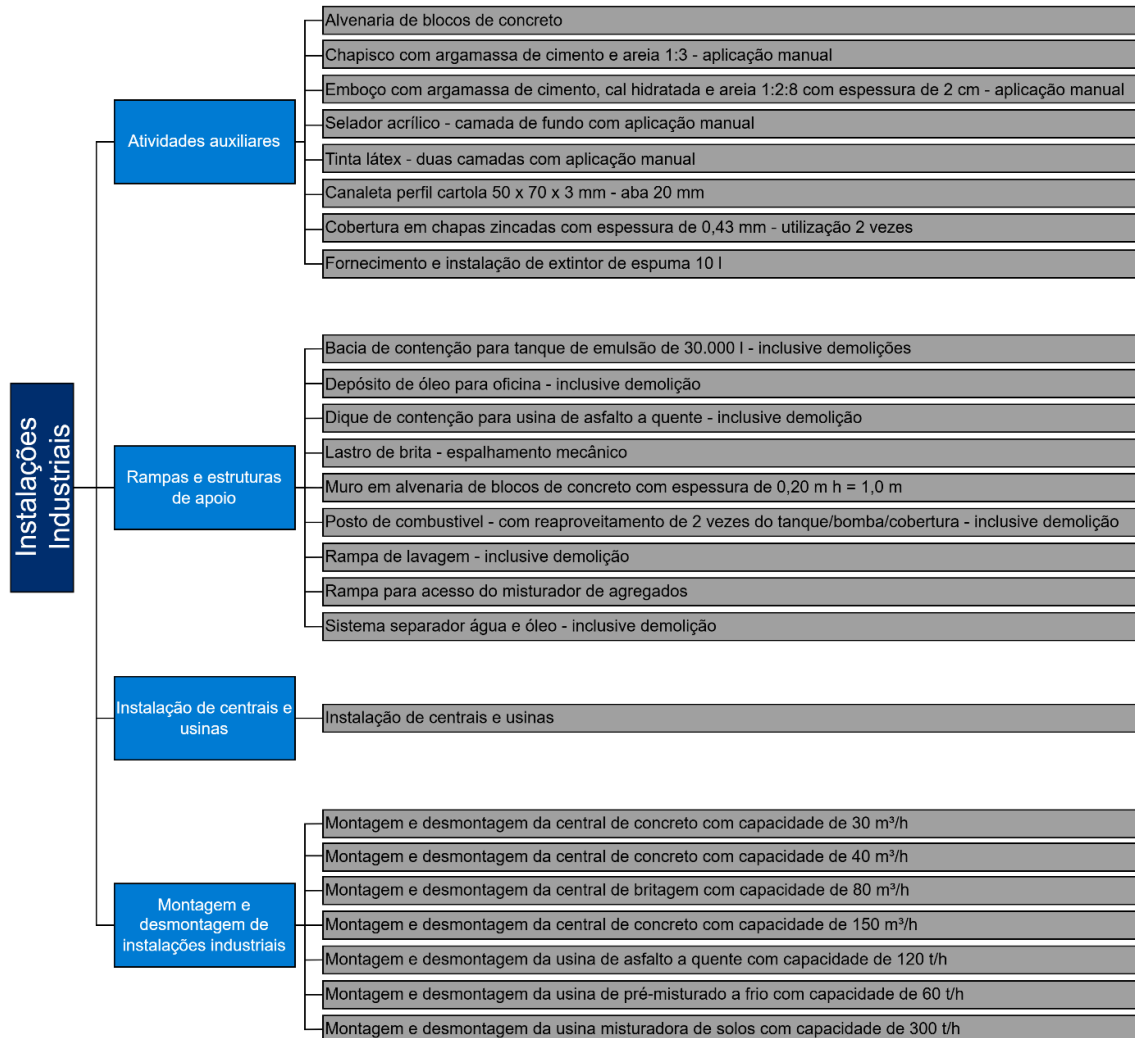 Instalações
Industriais
Atividades auxiliares
Alvenaria de blocos de concreto
Chapisco com argamassa de cimento e areia 1:3 - aplicação manual
Emboço com argamassa de cimento, cal hidratada e areia 1:2:8 com espessura de 2 cm - aplicação manual
Selador acrílico - camada de fundo com aplicação manual
Tinta látex - duas camadas com aplicação manual
Canaleta perfil cartola 50 x 70 x 3 mm - aba 20 mm
Cobertura em chapas zincadas com espessura de 0,43 mm - utilização 2 vezes
Fornecimento e instalação de extintor de espuma 10 l
Rampas e estruturas
de apoio
Bacia de contenção para tanque de emulsão de 30.000 l - inclusive demolições
Depósito de óleo para oficina - inclusive demolição
Dique de contenção para usina de asfalto a quente - inclusive demolição
Lastro de brita - espalhamento mecânico
Muro em alvenaria de blocos de concreto com espessura de 0,20 m h = 1,0 m
Posto de combustivel - com reaproveitamento de 2 vezes do tanque/bomba/cobertura - inclusive demolição
Rampa de lavagem - inclusive demolição
Rampa para acesso do misturador de agregados
Sistema separador água e óleo - inclusive demolição
Instalação de centrais e
usinas
Instalação de centrais e usinas
Montagem e
desmontagem de
instalações industriais
Montagem e desmontagem da central de concreto com capacidade de 30 m³/h
Montagem e desmontagem da central de concreto com capacidade de 40 m³/h
Montagem e desmontagem da central de britagem com capacidade de 80 m³/h
Montagem e desmontagem da central de concreto com capacidade de 150 m³/h
Montagem e desmontagem da usina de asfalto a quente com capacidade de 120 t/h
Montagem e desmontagem da usina de pré-misturado a frio com capacidade de 60 t/h
Montagem e desmontagem da usina misturadora de solos com capacidade de 300 t/h